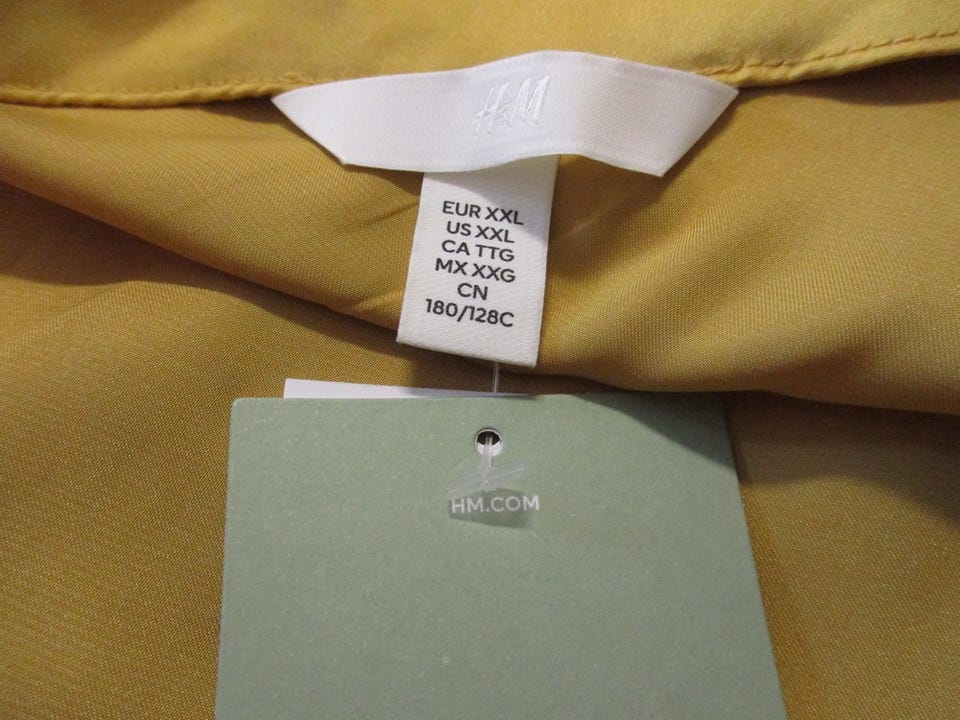 H&M
EUR XXL
US XXL
CA TTG
MX XXG
CN
180/128C
HM.COM